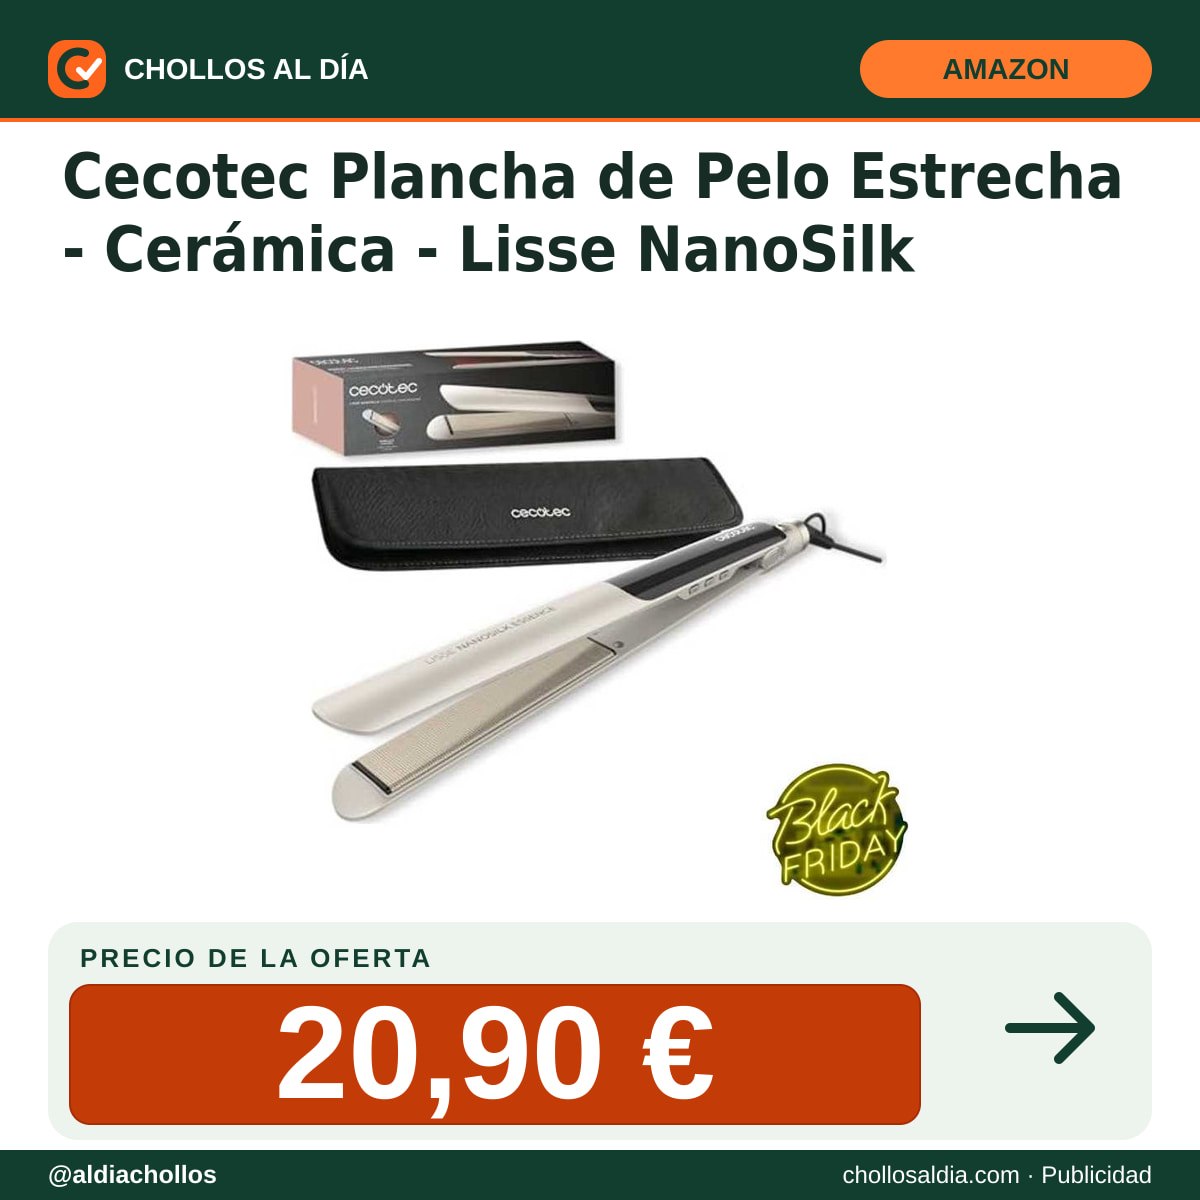 CHOLLOS AL DÍA
AMAZON
Cecotec Plancha de Pelo Estrecha
- Cerámica - Lisse NanoSilk
cecotec
cecotec
cecotec
LISSE NANOSILK ESSENCE
Black
FRIDAY
PRECIO DE LA OFERTA
20,90 €
@aldiachollos
chollosaldia.com · Publicidad